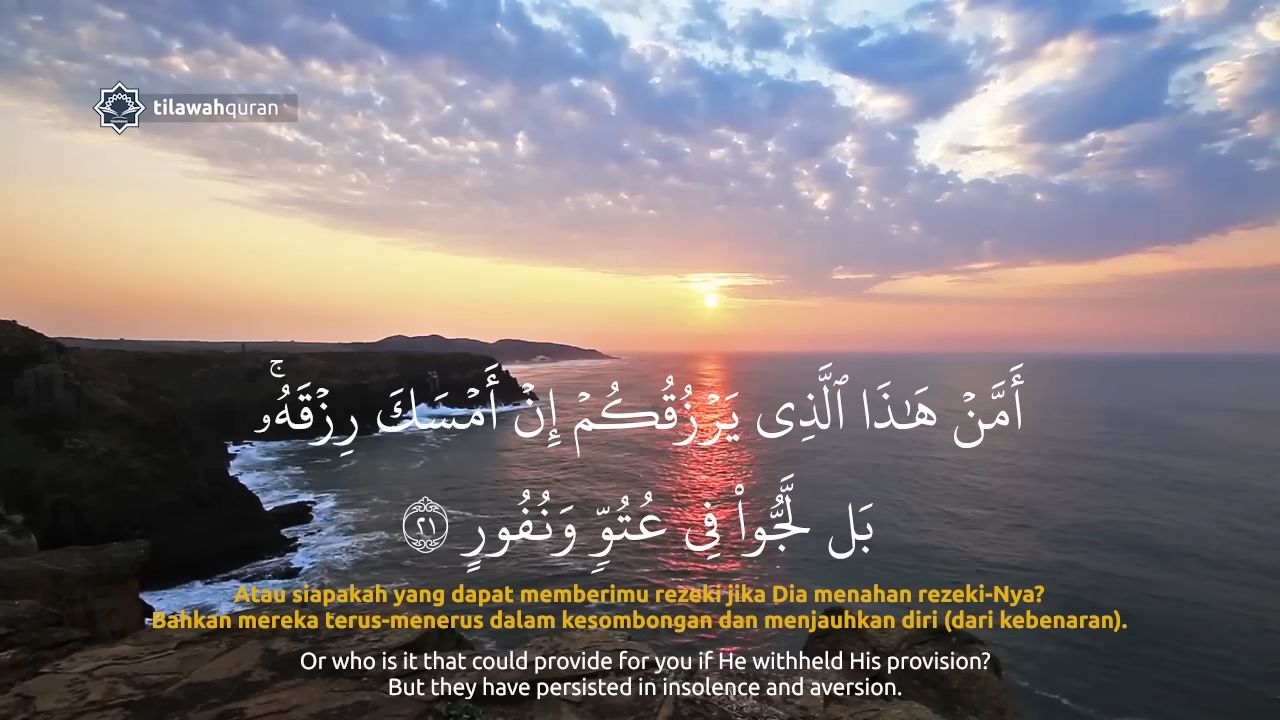 tilawahquran
أَمَّنۡ هَٰذَا ٱلَّذِى يَرۡزُقُكُمۡ إِنۡ أَمۡسَكَ رِزۡقَهُۥۚ
بَل لَّجُّوا۟ فِى عُتُوࣲّ وَنُفُورٍ ٢١
Atau siapakah yang dapat memberimu rezeki jika Dia menahan rezeki-Nya?
Bahkan mereka terus-menerus dalam kesombongan dan menjauhkan diri (dari kebenaran).
Or who is it that could provide for you if He withheld His provision?
But they have persisted in insolence and aversion.